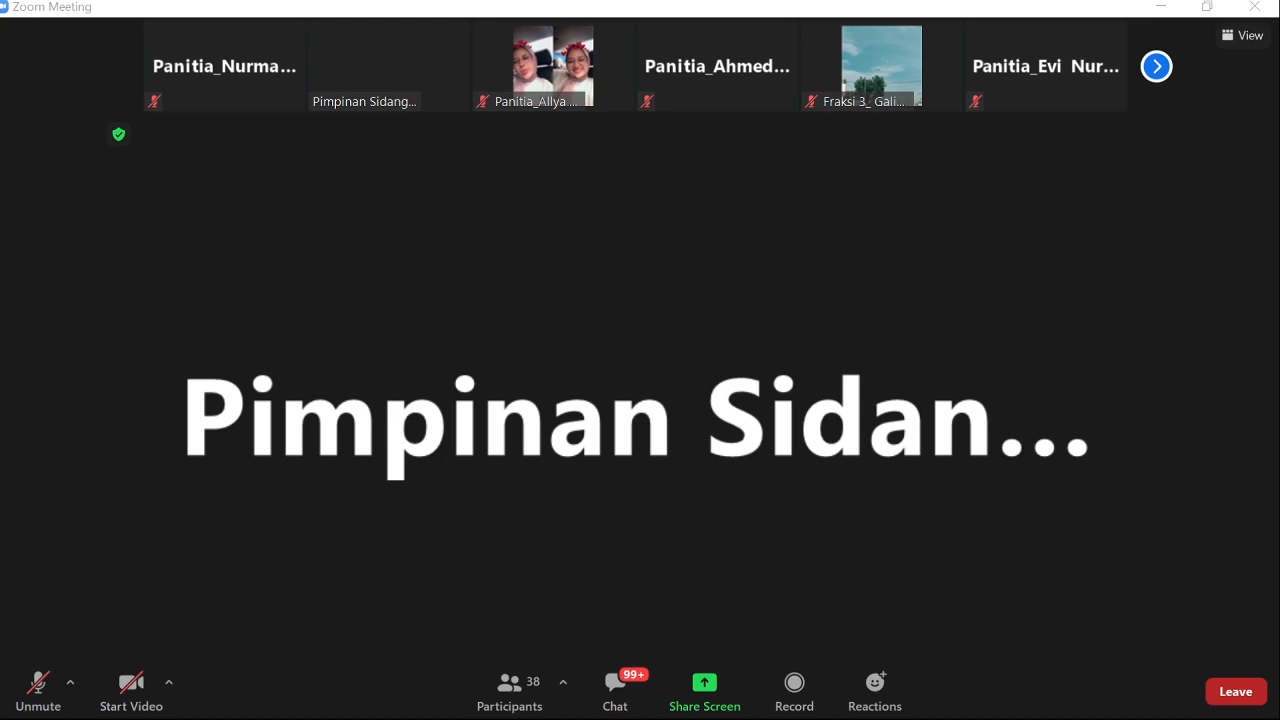 Zoom Meeting
View
Panitia_Nurma...
Pimpinan Sidang...
Panitia_Allya ...
Panitia_Ahmed...
Fraksi 3_ Gali...
Panitia_Evi Nur...
Pimpinan Sidan...
Unmute
Start Video
38
Participants
99+
Chat
Share Screen
Record
Reactions
Leave